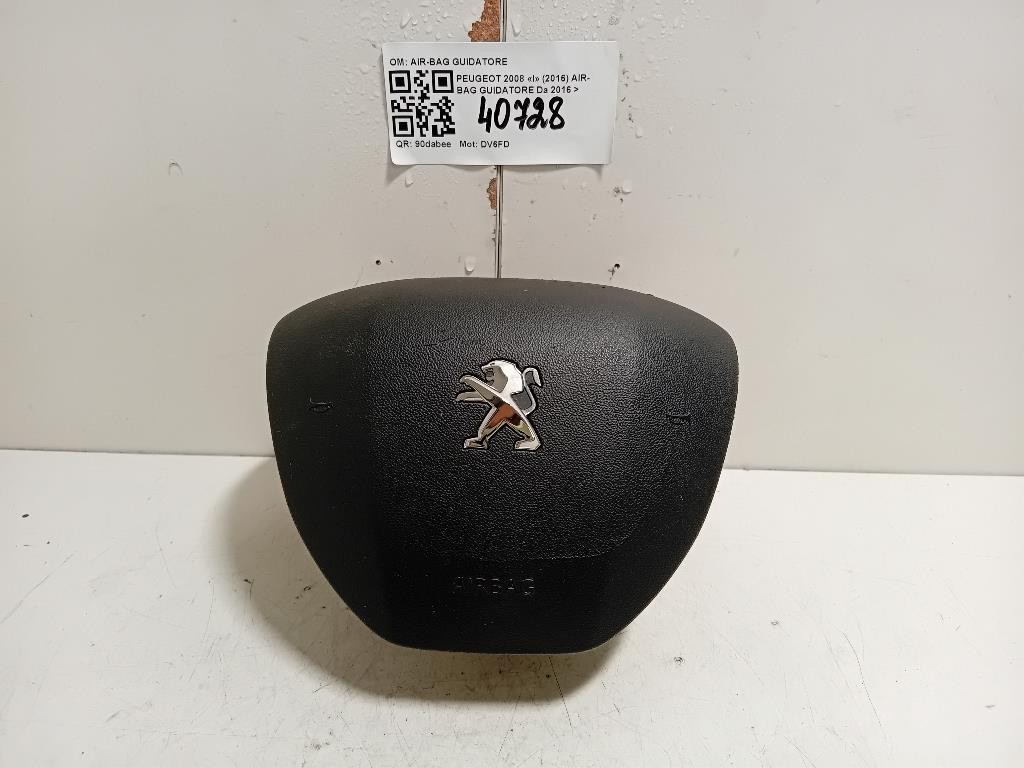 OM: AIR-BAG GUIDATORE
PEUGEOT 2008 «I» (2016) AIR-
BAG GUIDATORE Da 2016 >
40728
QR: 90dabee Mot: DV6FD
AIRBAG